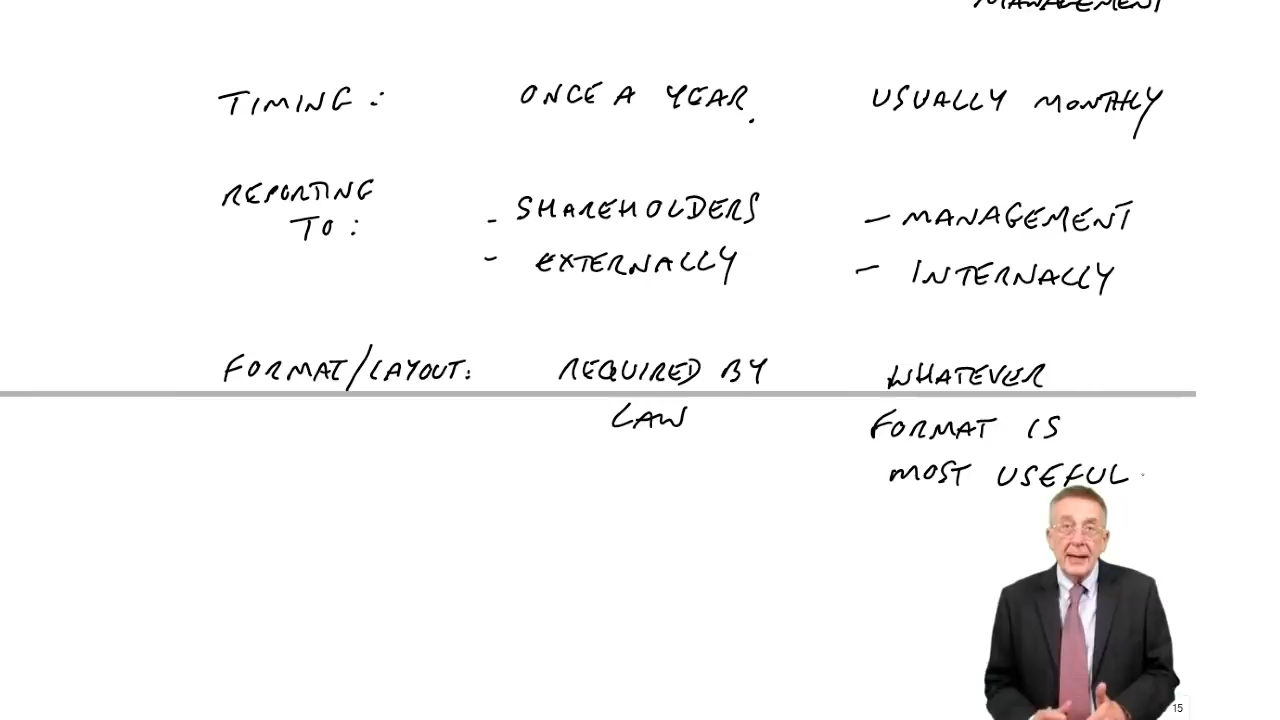 MANAGEMENT
TIMING: ONCE A YEAR. USUALLY MONTHLY
REPORTING
TO: - SHAREHOLDERS - MANAGEMENT
- EXTERNALLY - INTERNALLY
FORMAT/LAYOUT: REQUIRED BY WHATEVER
LAW FORMAT IS
MOST USEFUL
15